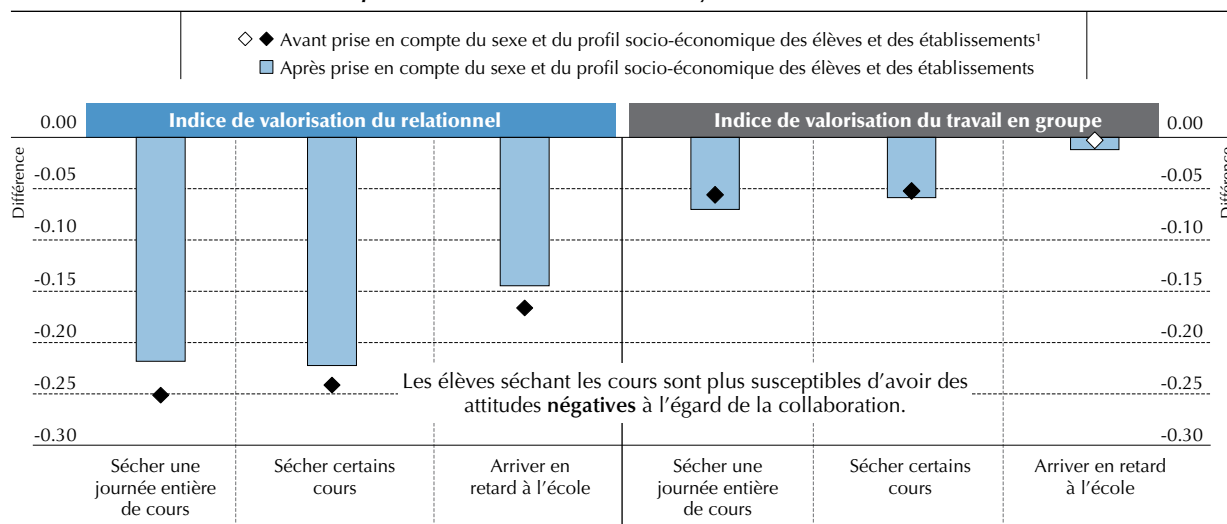 Avant prise en compte du sexe et du profil socio-économique des élèves et des établissements¹
Après prise en compte du sexe et du profil socio-économique des élèves et des établissements
Indice de valorisation du relationnel
Indice de valorisation du travail en groupe
Différence
0.00
-0.05
-0.10
-0.15
-0.20
-0.25
-0.30
0.00
-0.05
-0.10
-0.15
-0.20
-0.25
-0.30
Différence
Les élèves séchant les cours sont plus susceptibles d'avoir des
attitudes négatives à l'égard de la collaboration.
Sécher une
journée entière
de cours
Sécher certains
cours
Arriver en
retard à l'école
Sécher une
journée entière
de cours
Sécher certains
cours
Arriver en retard
à l'école